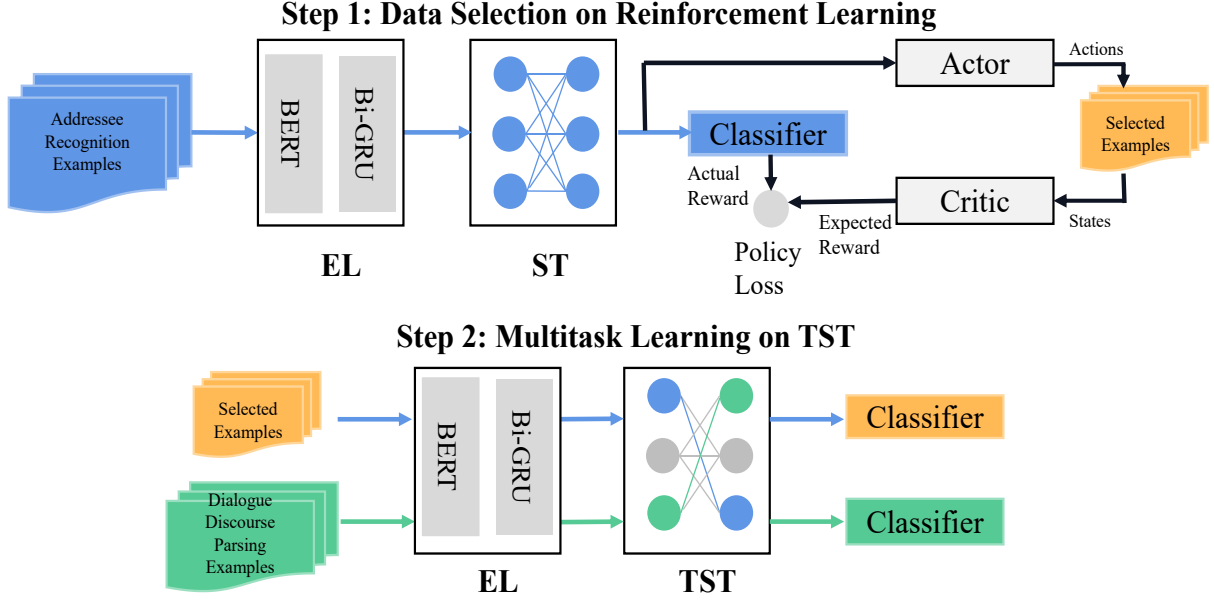 Step 1: Data Selection on Reinforcement Learning
Addressee
Recognition
Examples
BERT
Bi-GRU
EL
ST
Classifier
Actual
Reward
Policy
Loss
Expected
Reward
Actor
Actions
Selected
Examples
Critic
States
Step 2: Multitask Learning on TST
Selected
Examples
Dialogue
Discourse
Parsing
Examples
BERT
Bi-GRU
EL
TST
Classifier
Classifier